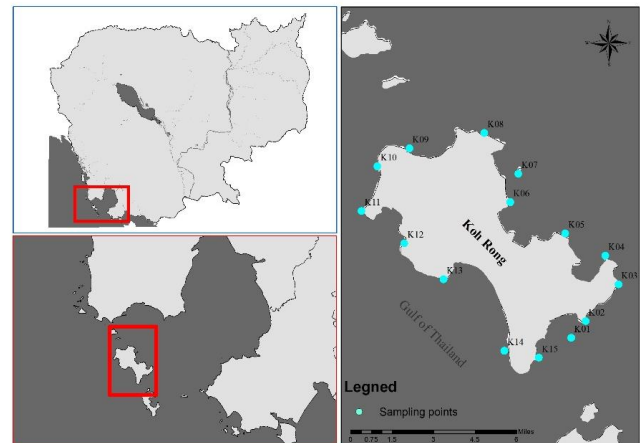 K08
K09
K10
K07
K06
K11
K05
K12
Koh Rong
K04
K13
K03
Gulf of Thailand
K02
K01
K14
K15
Legned
Sampling points
Miles
0 0.75 1.5 3 4.5 6